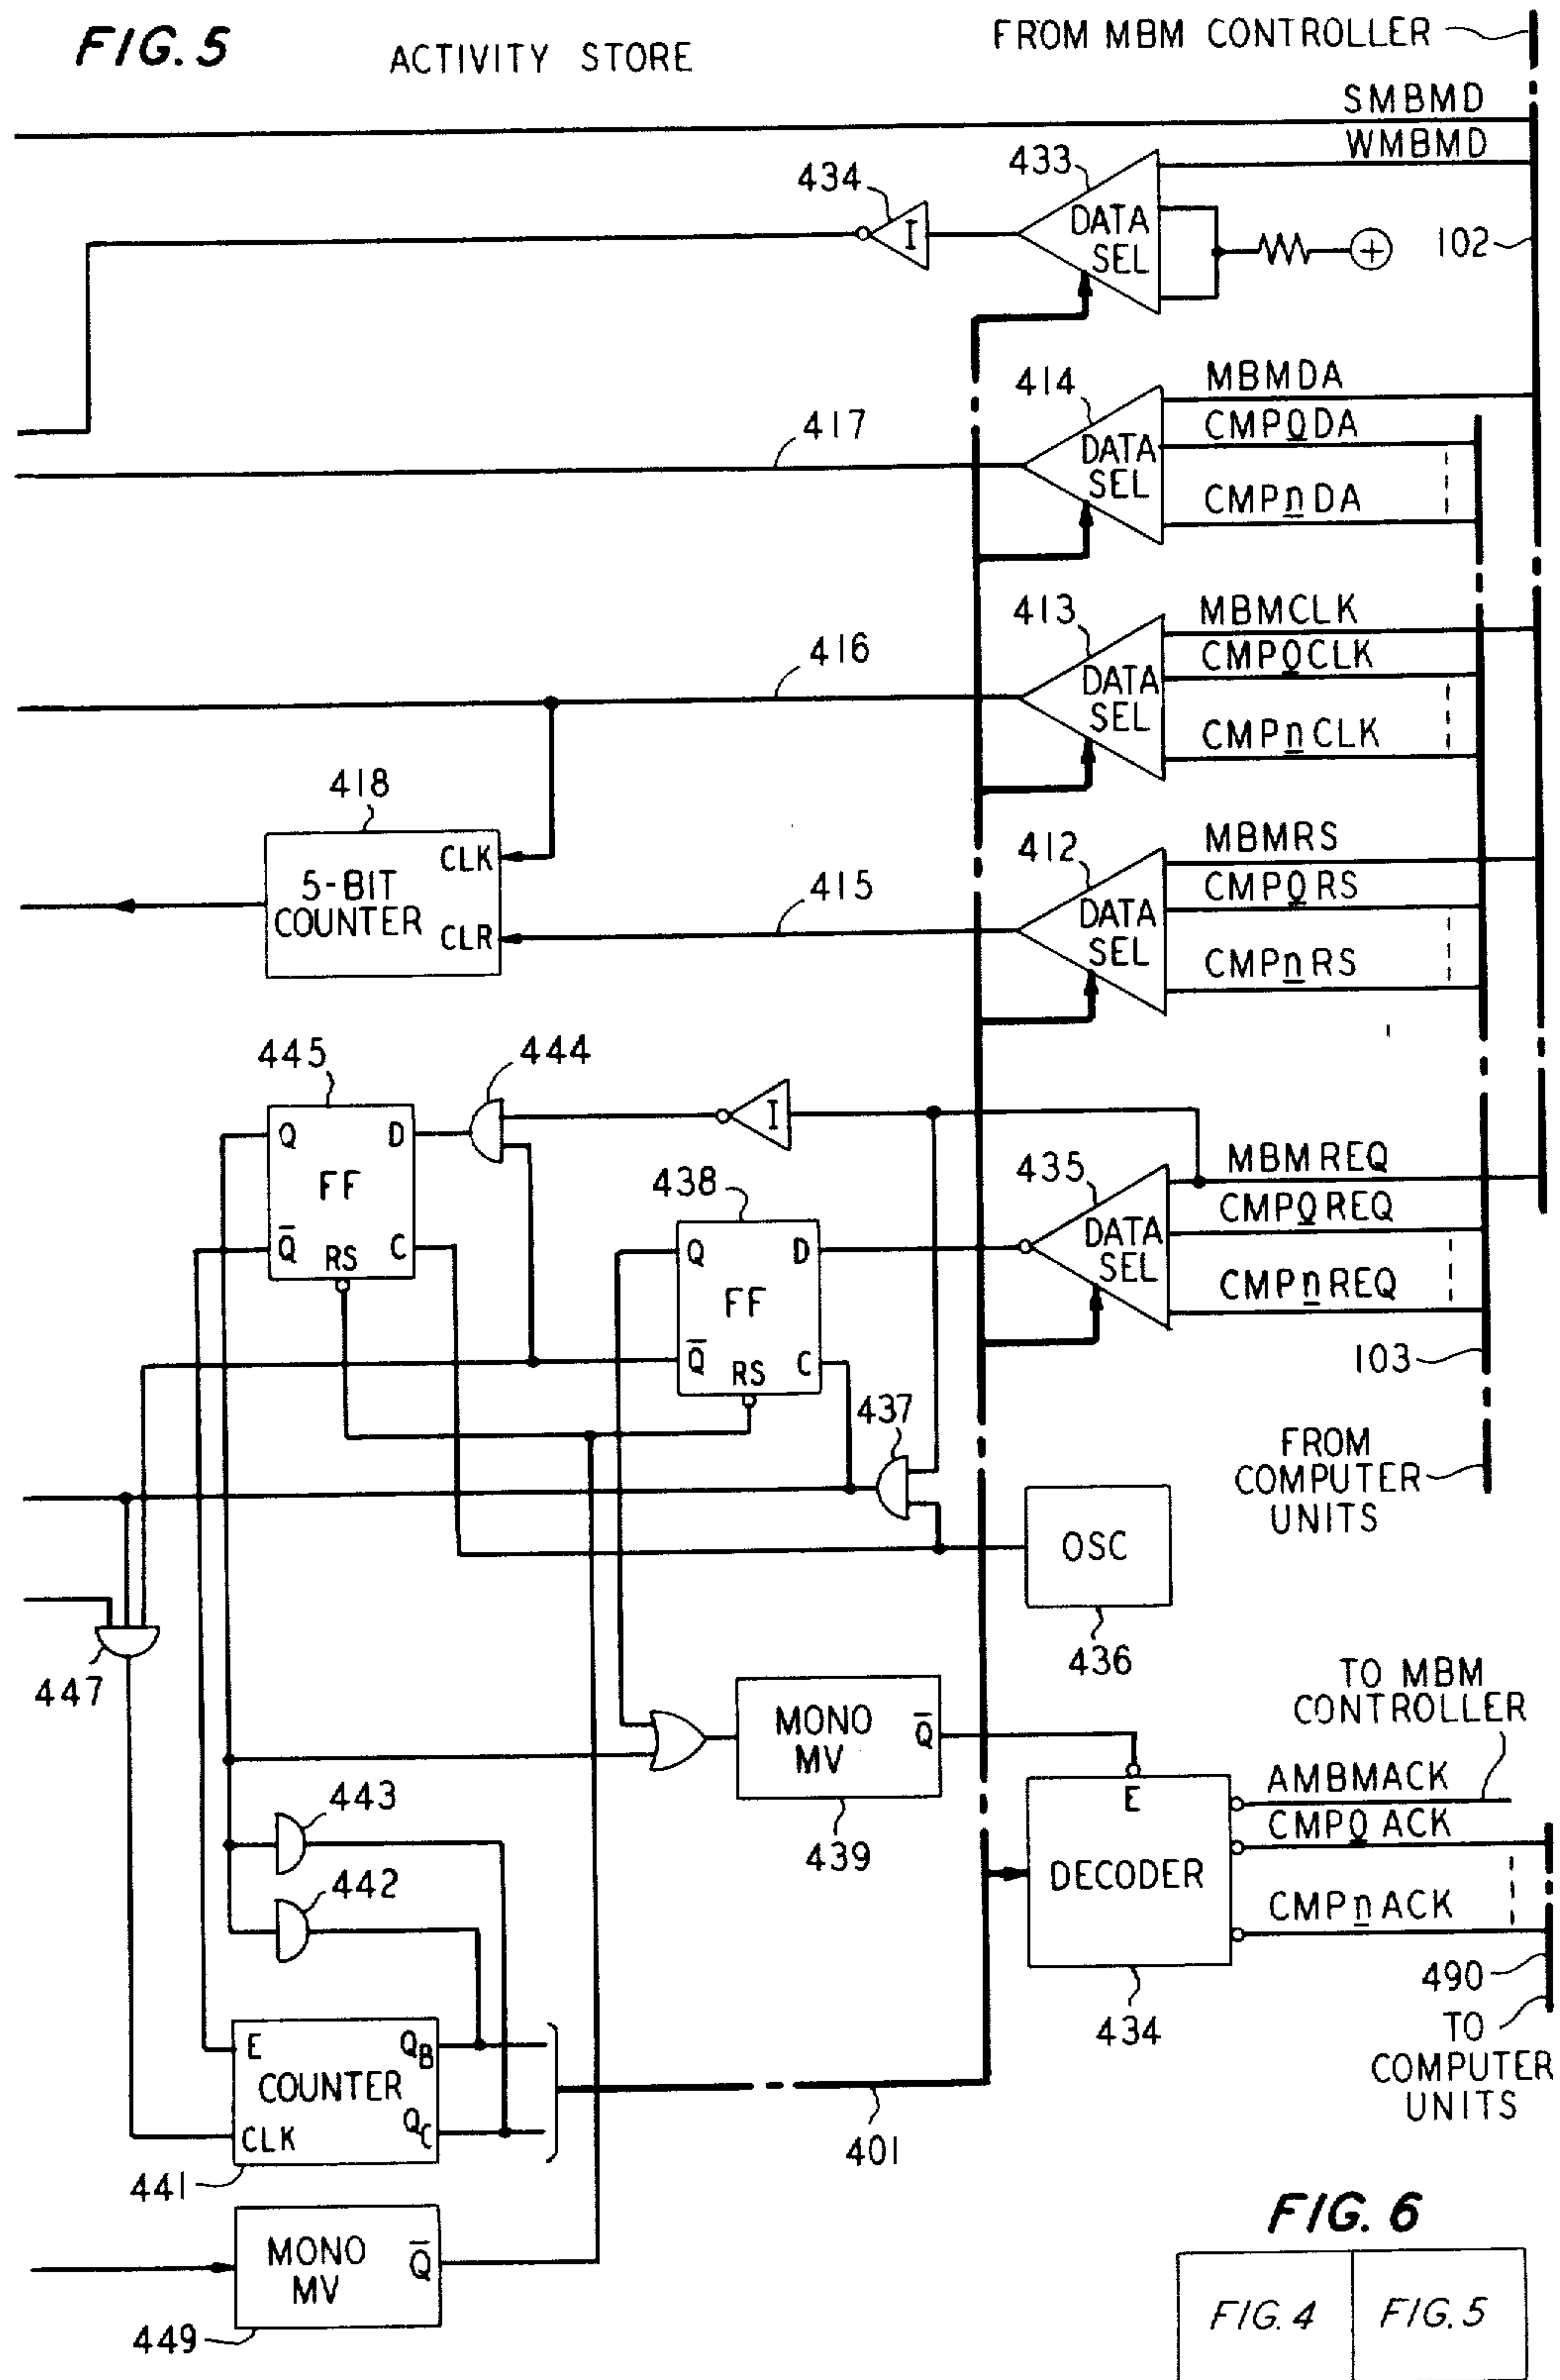 FIG. 5
ACTIVITY STORE
FROM MBM CONTROLLER
SMBMD
WMBMD
433
434
I
DATA
SEL
+
102
414
MBMDA
CMP0DA
417
DATA
SEL
CMPnDA
413
MBMCLK
416
CMP0CLK
DATA
SEL
CMPnCLK
418
CLK
5-BIT
COUNTER
CLR
412
MBMRS
415
CMP0RS
DATA
SEL
CMPnRS
445
444
Q
D
I
FF
Q̅
RS
C
438
Q
D
FF
Q̅
RS
C
435
MBMREQ
CMP0REQ
DATA
SEL
CMPnREQ
103
437
FROM
COMPUTER
UNITS
OSC
436
447
TO MBM
CONTROLLER
MONO
MV
Q̅
439
AMBMACK
E
CMP0ACK
443
442
DECODER
CMPnACK
434
490
TO
COMPUTER
UNITS
E
QB
COUNTER
QC
CLK
441
401
MONO
MV
Q̅
449
FIG. 6
FIG. 4
FIG. 5